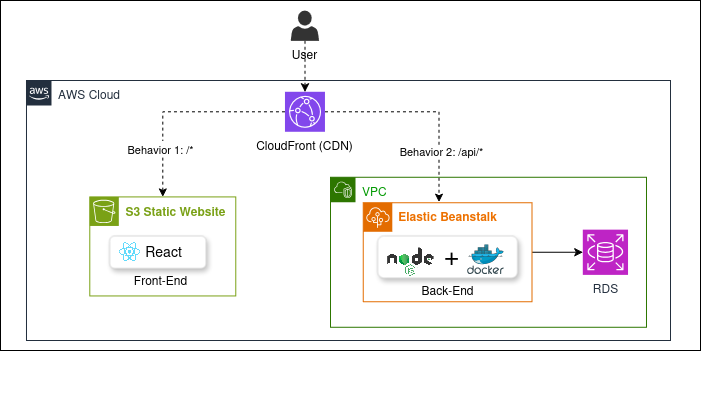 User
aws
AWS Cloud
CloudFront (CDN)
Behavior 1: /*
Behavior 2: /api/*
S3 Static Website
React
Front-End
VPC
Elastic Beanstalk
node
JS
+
docker
Back-End
RDS